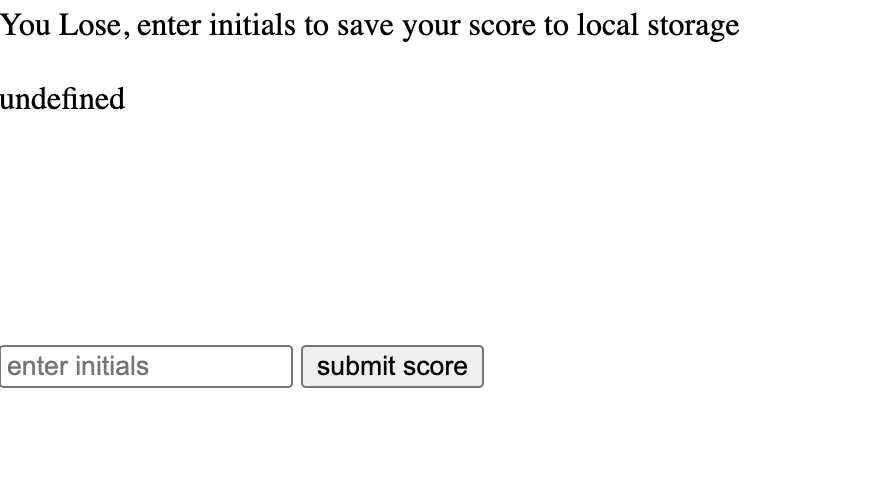 You Lose, enter initials to save your score to local storage
undefined
enter initials submit score